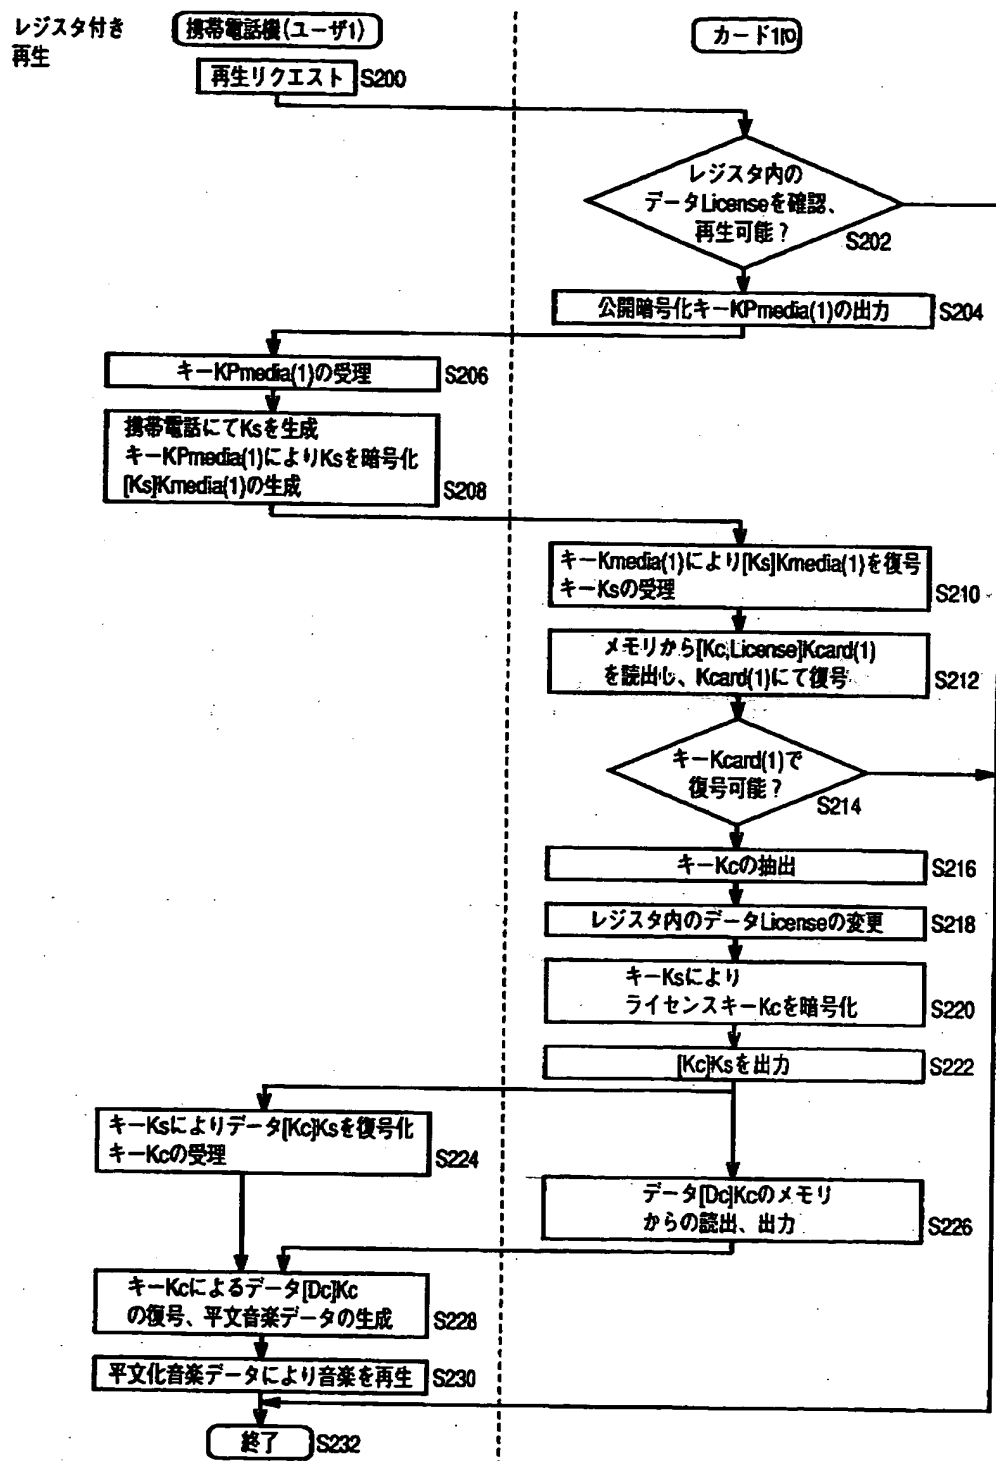 レジスタ付き
再生
携帯電話機(ユーザ1)
カード110
再生リクエスト
S200
レジスタ内の
データLicenseを確認、
再生可能？
S202
公開暗号化キーKPmedia(1)の出力
S204
キーKPmedia(1)の受理
S206
携帯電話にてKsを生成
キーKPmedia(1)によりKsを暗号化
[Ks]Kmedia(1)の生成
S208
キーKmedia(1)により[Ks]Kmedia(1)を復号
キーKsの受理
S210
メモリから[Kc,License]Kcard(1)
を読出し、Kcard(1)にて復号
S212
キーKcard(1)で
復号可能？
S214
キーKcの抽出
S216
レジスタ内のデータLicenseの変更
S218
キーKsにより
ライセンスキーKcを暗号化
S220
[Kc]Ksを出力
S222
キーKsによりデータ[Kc]Ksを復号化
キーKcの受理
S224
データ[Dc]Kcのメモリ
からの読出、出力
S226
キーKcによるデータ[Dc]Kc
の復号、平文音楽データの生成
S228
平文化音楽データにより音楽を再生
S230
終了
S232